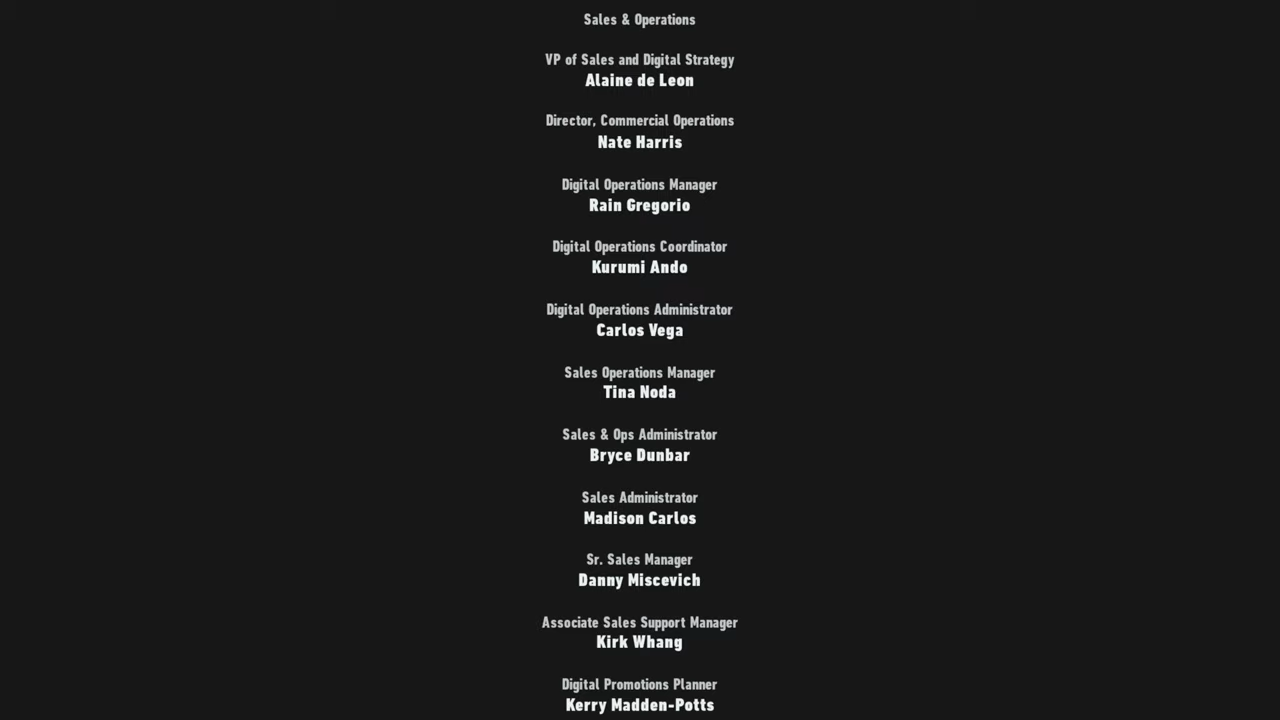 Sales & Operations
VP of Sales and Digital Strategy
Alaine de Leon
Director, Commercial Operations
Nate Harris
Digital Operations Manager
Rain Gregorio
Digital Operations Coordinator
Kurumi Ando
Digital Operations Administrator
Carlos Vega
Sales Operations Manager
Tina Noda
Sales & Ops Administrator
Bryce Dunbar
Sales Administrator
Madison Carlos
Sr. Sales Manager
Danny Miscevich
Associate Sales Support Manager
Kirk Whang
Digital Promotions Planner
Kerry Madden-Potts